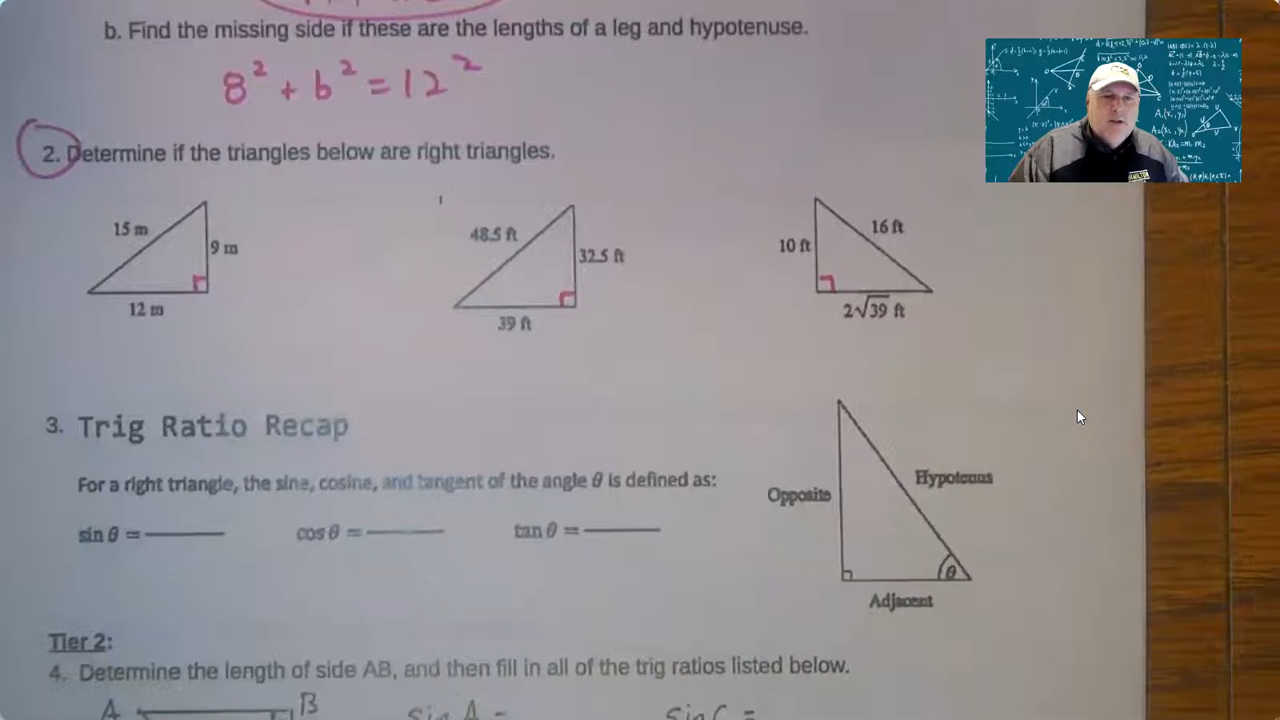 b. Find the missing side if these are the lengths of a leg and hypotenuse.
8² + b² = 12²
2. Determine if the triangles below are right triangles.
15 m
9 m
12 m
48.5 ft
32.5 ft
39 ft
16 ft
10 ft
2√39 ft
3. Trig Ratio Recap
For a right triangle, the sine, cosine, and tangent of the angle θ is defined as:
sin θ =
cos θ =
tan θ =
Opposite
Hypotenus
θ
Adjacent
Tier 2:
4. Determine the length of side AB, and then fill in all of the trig ratios listed below.
A
B
sin A =
sin C =